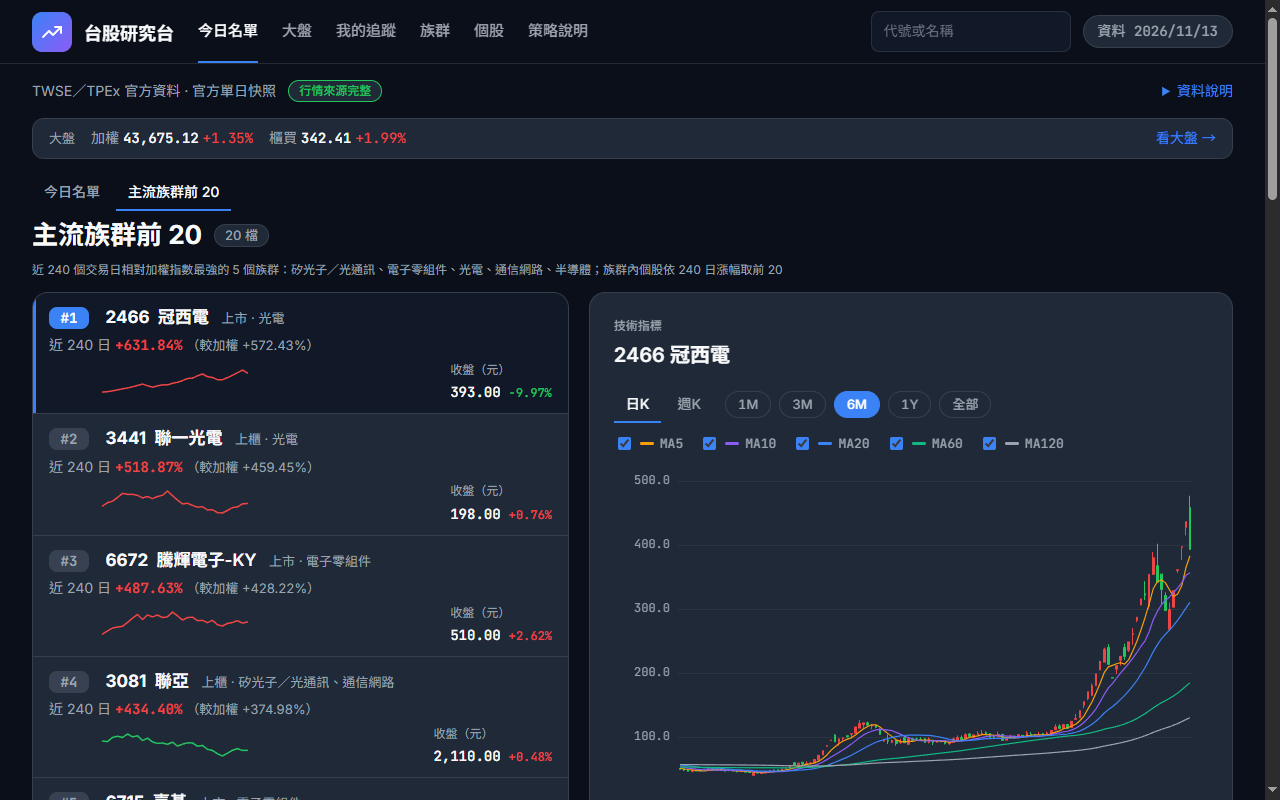 台股研究台 今日名單 大盤 我的追蹤 族群 個股 策略說明 代號或名稱 資料 2026/11/13
TWSE／TPEx 官方資料 · 官方單日快照 行情來源完整 ▶ 資料說明
大盤 加權 43,675.12 +1.35% 櫃買 342.41 +1.99% 看大盤 →
今日名單 主流族群前 20
主流族群前 20 20 檔
近 240 個交易日相對加權指數最強的 5 個族群：矽光子／光通訊、電子零組件、光電、通信網路、半導體；族群內個股依 240 日漲幅取前 20
#1 2466 冠西電 上市 · 光電
近 240 日 +631.84% （較加權 +572.43%）
收盤（元）
393.00 -9.97%
#2 3441 聯一光電 上櫃 · 光電
近 240 日 +518.87% （較加權 +459.45%）
收盤（元）
198.00 +0.76%
#3 6672 騰輝電子-KY 上市 · 電子零組件
近 240 日 +487.63% （較加權 +428.22%）
收盤（元）
510.00 +2.62%
#4 3081 聯亞 上櫃 · 矽光子／光通訊、通信網路
近 240 日 +434.40% （較加權 +374.98%）
收盤（元）
2,110.00 +0.48%
技術指標
2466 冠西電
日K 週K 1M 3M 6M 1Y 全部
MA5 MA10 MA20 MA60 MA120
500.0
400.0
300.0
200.0
100.0